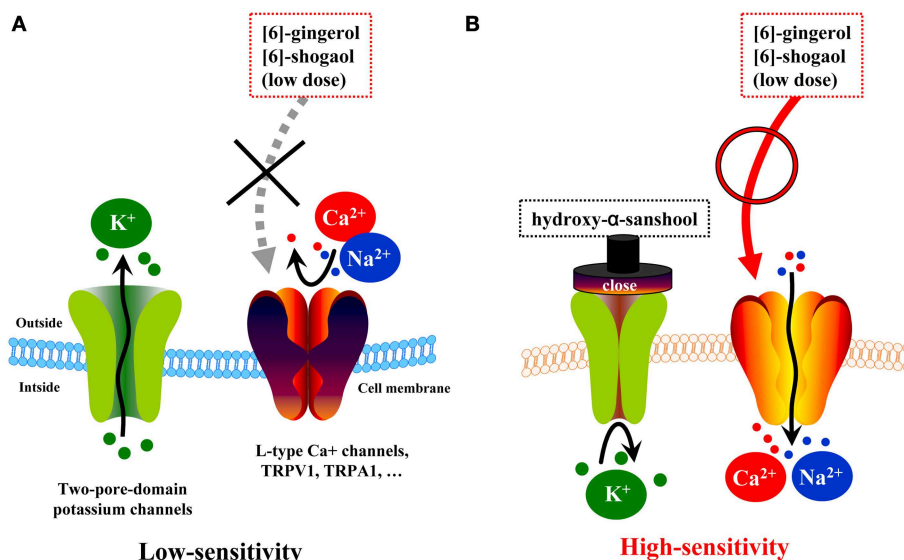 A
[6]-gingerol
[6]-shogaol
(low dose)
K+
Ca2+
Na2+
Outside
Intside
Cell membrane
L-type Ca+ channels,
TRPV1, TRPA1, ...
Two-pore-domain
potassium channels
Low-sensitivity
B
[6]-gingerol
[6]-shogaol
(low dose)
hydroxy-α-sanshool
close
K+
Ca2+
Na2+
High-sensitivity